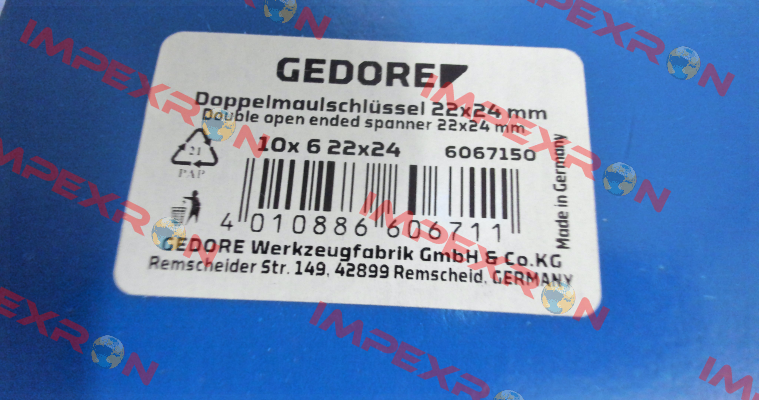 GEDORE
Doppelmaulschlüssel 22x24 mm
Double open ended spanner 22x24 mm
10x 6 22x24 6067150
21
PAP
4 010886 606711
Made in Germany
GEDORE Werkzeugfabrik GmbH & Co.KG
Remscheider Str. 149, 42899 Remscheid, GERMANY
IMPEXRON
IMPEXRON
IMPEXRON
IMPEXRON
IMPEXRON
IMPEXRON